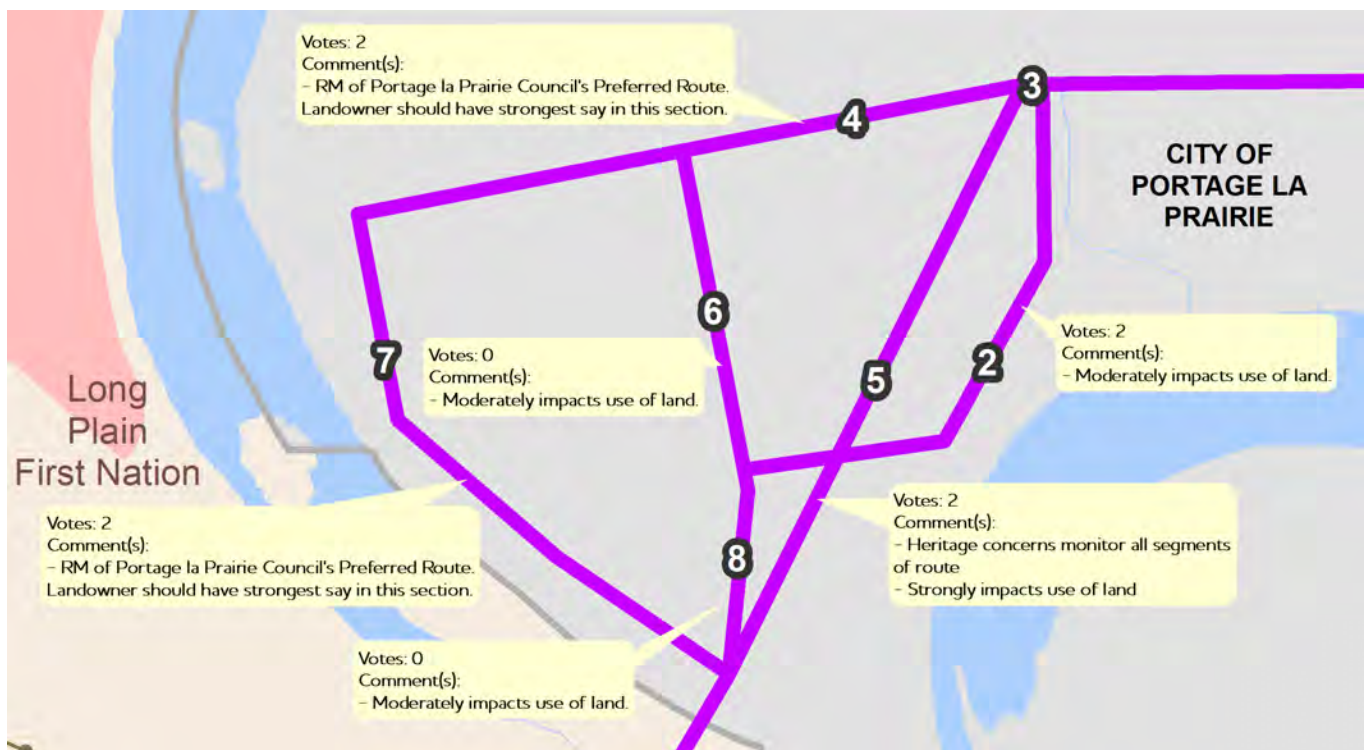 Votes: 2
Comment(s):
- RM of Portage la Prairie Council's Preferred Route.
Landowner should have strongest say in this section.
3
4
CITY OF
PORTAGE LA
PRAIRIE
6
7
5
2
Votes: 2
Comment(s):
- Moderately impacts use of land.
Votes: 0
Comment(s):
- Moderately impacts use of land.
Long
Plain
First Nation
Votes: 2
Comment(s):
- Heritage concerns monitor all segments
of route
- Strongly impacts use of land
Votes: 2
Comment(s):
- RM of Portage la Prairie Council's Preferred Route.
Landowner should have strongest say in this section.
8
Votes: 0
Comment(s):
- Moderately impacts use of land.